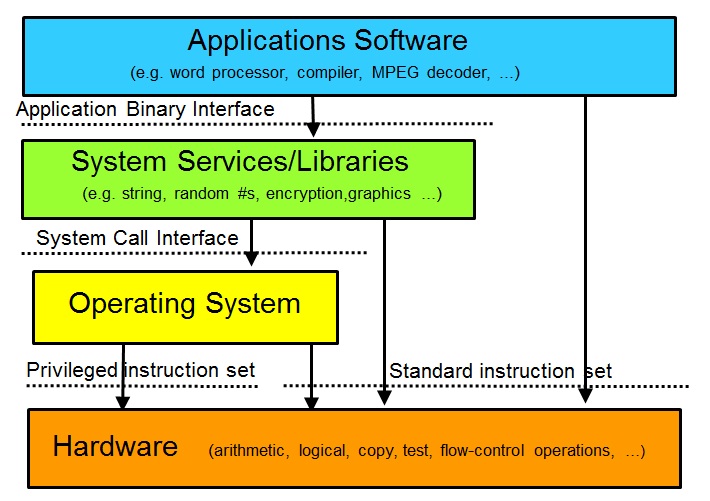 Applications Software
(e.g. word processor, compiler, MPEG decoder, ...)
Application Binary Interface
System Services/Libraries
(e.g. string, random #s, encryption,graphics ...)
System Call Interface
Operating System
Privileged instruction set
Standard instruction set
Hardware (arithmetic, logical, copy, test, flow-control operations, ...)